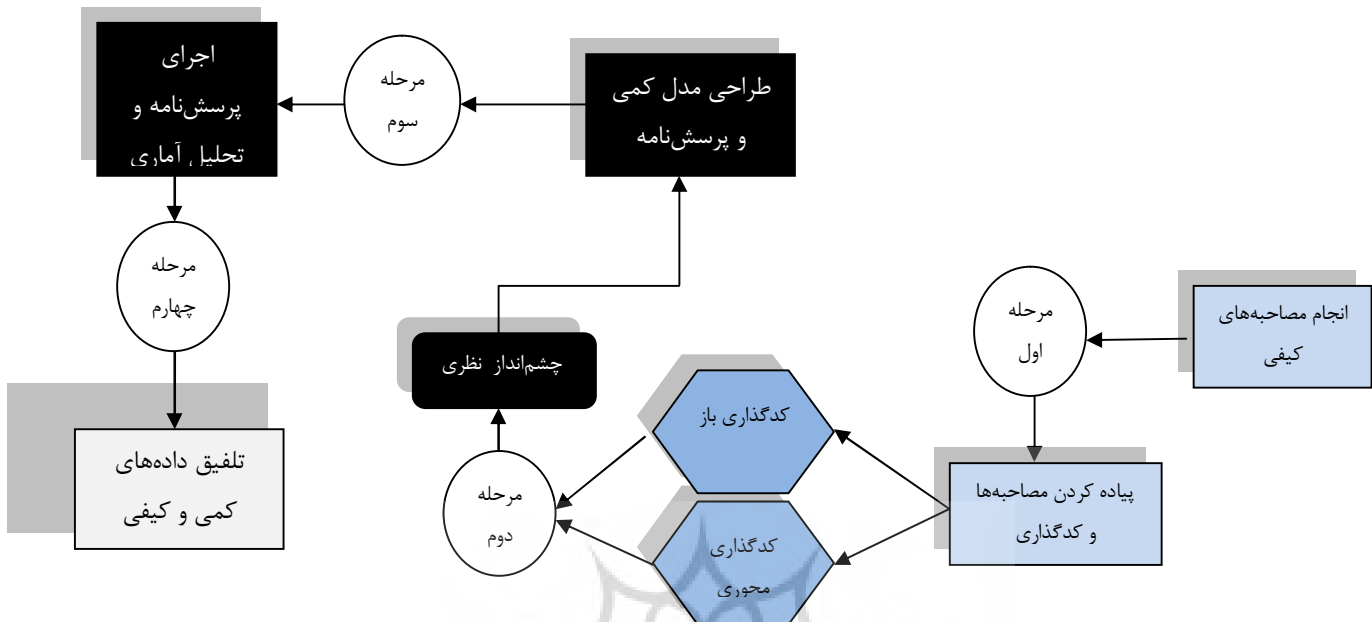 انجام مصاحبه‌های
کیفی
مرحله
اول
پیاده کردن مصاحبه‌ها
و کدگذاری
کدگذاری باز
کدگذاری
محوری
مرحله
دوم
چشم‌انداز نظری
طراحی مدل کمی
و پرسش‌نامه
مرحله
سوم
اجرای
پرسش‌نامه و
تحلیل آماری
مرحله
چهارم
تلفیق داده‌های
کمی و کیفی